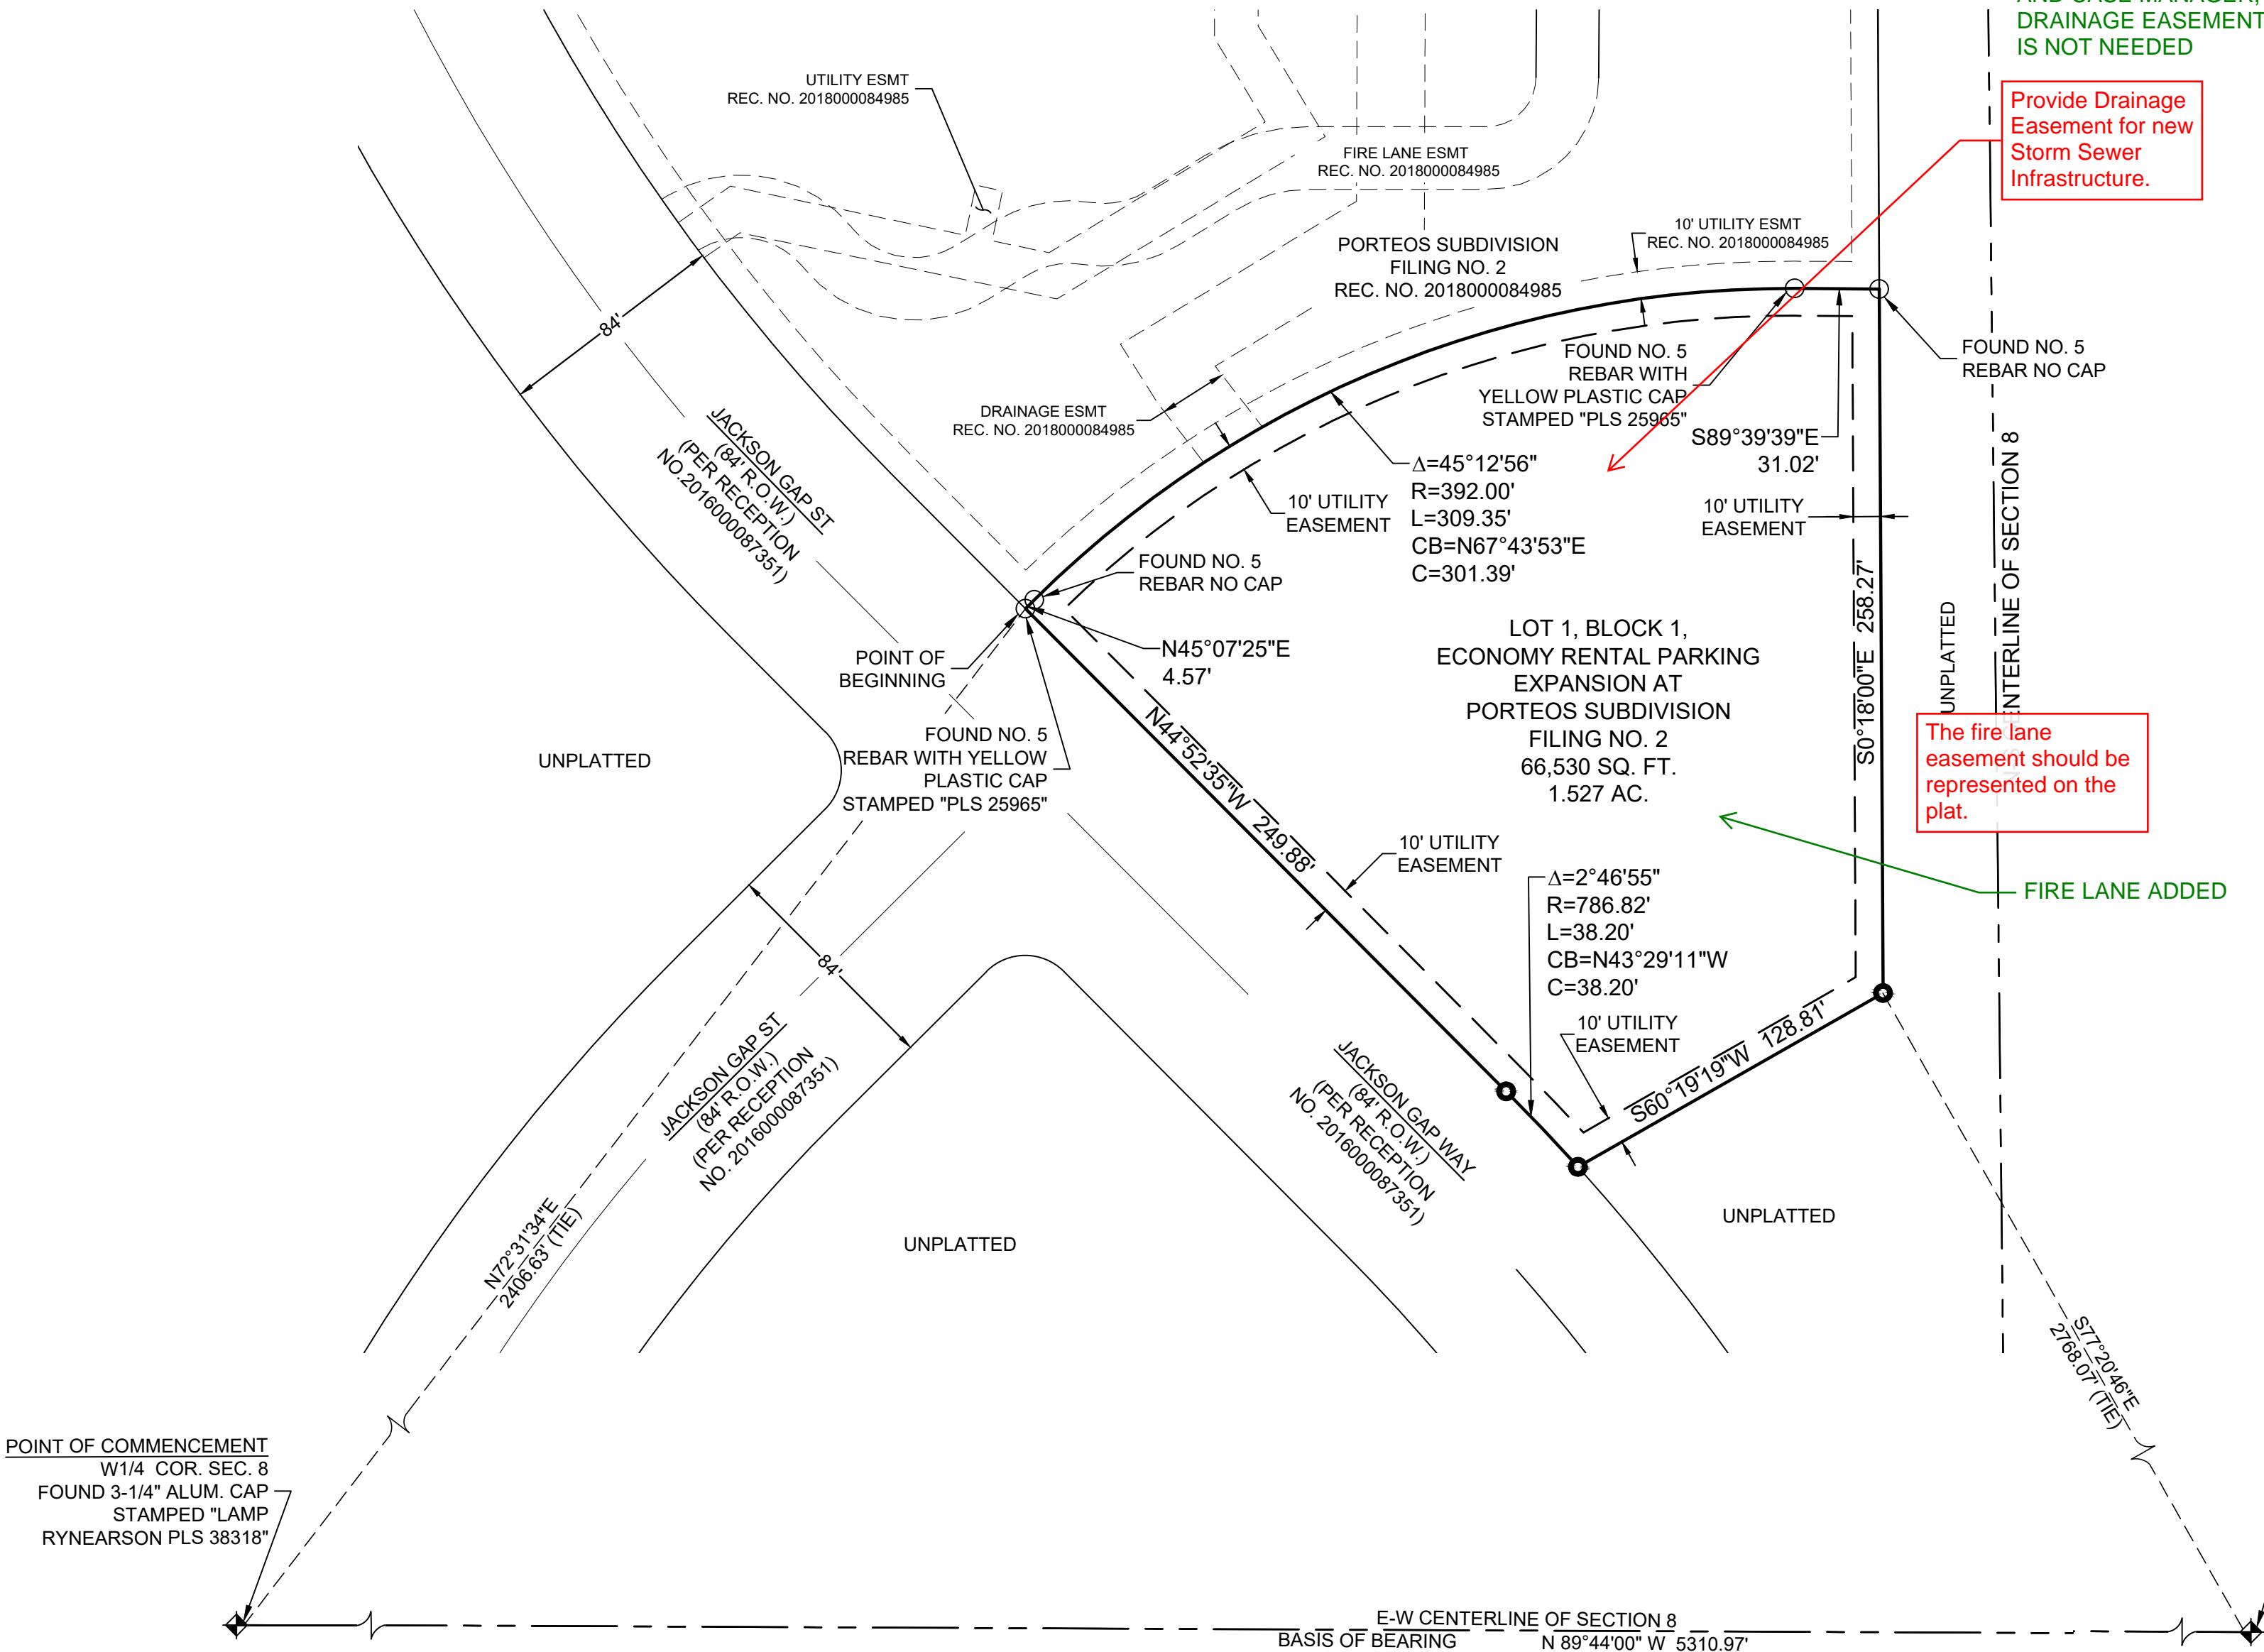 AND CASE MANAGER,
DRAINAGE EASEMENT
IS NOT NEEDED
UTILITY ESMT
REC. NO. 2018000084985
Provide Drainage
Easement for new
Storm Sewer
Infrastructure.
FIRE LANE ESMT
REC. NO. 2018000084985
10' UTILITY ESMT
REC. NO. 2018000084985
PORTEOS SUBDIVISION
FILING NO. 2
REC. NO. 2018000084985
84'
FOUND NO. 5
REBAR WITH
YELLOW PLASTIC CAP
STAMPED "PLS 25965"
FOUND NO. 5
REBAR NO CAP
DRAINAGE ESMT
REC. NO. 2018000084985
S89°39'39"E
31.02'
JACKSON GAP ST
(84' R.O.W.)
(PER RECEPTION
NO.2016000087351)
Δ=45°12'56"
R=392.00'
L=309.35'
CB=N67°43'53"E
C=301.39'
10' UTILITY
EASEMENT
10' UTILITY
EASEMENT
FOUND NO. 5
REBAR NO CAP
S0°18'00"E 258.27'
UNPLATTED
N-S CENTERLINE OF SECTION 8
POINT OF
BEGINNING
N45°07'25"E
4.57'
LOT 1, BLOCK 1,
ECONOMY RENTAL PARKING
EXPANSION AT
PORTEOS SUBDIVISION
FILING NO. 2
66,530 SQ. FT.
1.527 AC.
The fire lane
easement should be
represented on the
plat.
UNPLATTED
FOUND NO. 5
REBAR WITH YELLOW
PLASTIC CAP
STAMPED "PLS 25965"
N44°52'35"W 249.88'
10' UTILITY
EASEMENT
FIRE LANE ADDED
Δ=2°46'55"
R=786.82'
L=38.20'
CB=N43°29'11"W
C=38.20'
84'
10' UTILITY
EASEMENT
S60°19'19"W 128.81'
JACKSON GAP ST
(84' R.O.W.)
(PER RECEPTION
NO. 2016000087351)
JACKSON GAP WAY
(84' R.O.W.)
(PER RECEPTION
NO. 2016000087351)
UNPLATTED
UNPLATTED
N72°31'34"E
2406.63' (TIE)
S77°20'46"E
2768.07' (TIE)
POINT OF COMMENCEMENT
W1/4 COR. SEC. 8
FOUND 3-1/4" ALUM. CAP
STAMPED "LAMP
RYNEARSON PLS 38318"
E-W CENTERLINE OF SECTION 8
BASIS OF BEARING N 89°44'00" W 5310.97'